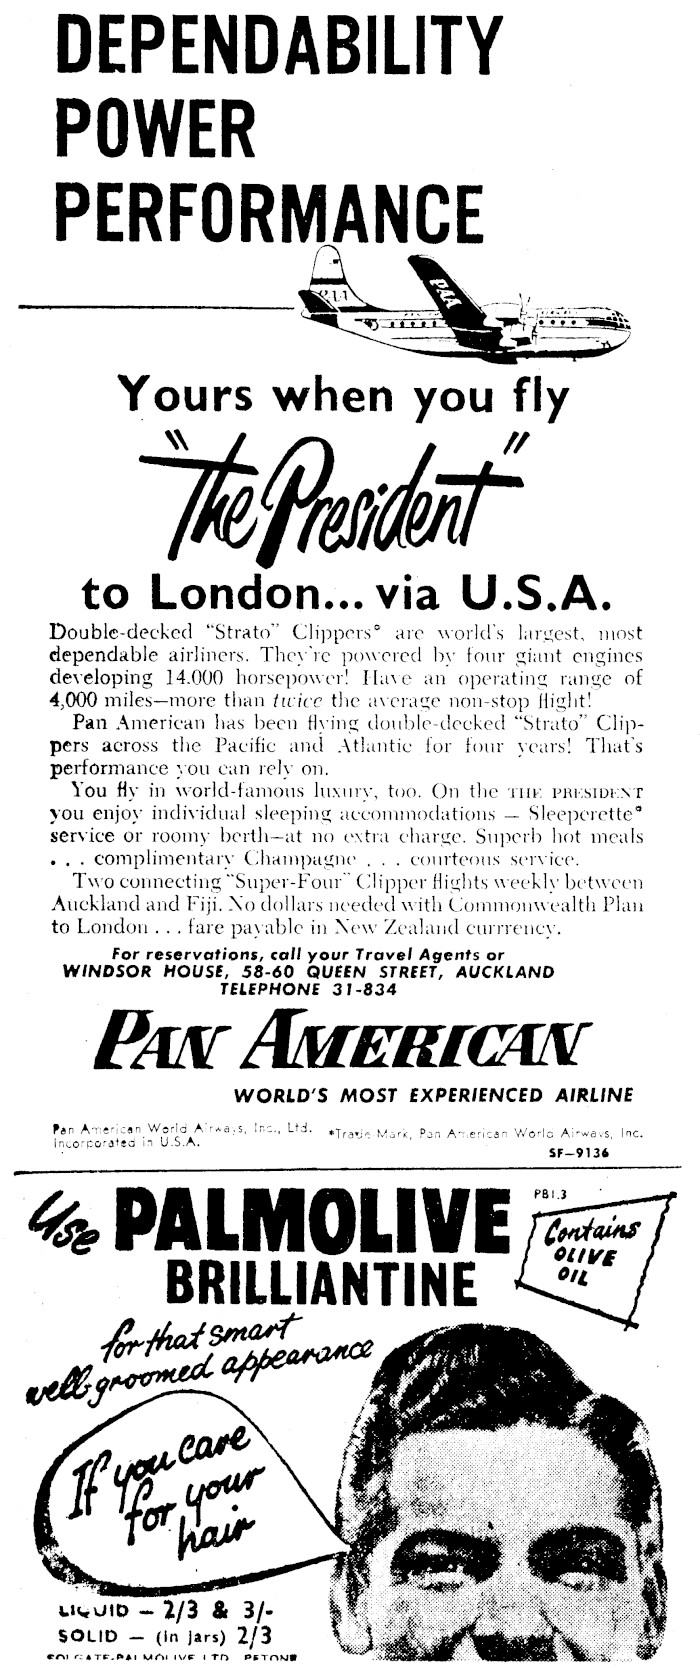 DEPENDABILITY
POWER
PERFORMANCE
PAA
PAA
Yours when you fly
"The President"
to London... via U.S.A.
Double-decked "Strato" Clippers* are world's largest, most
dependable airliners. They're powered by four giant engines
developing 14,000 horsepower! Have an operating range of
4,000 miles—more than twice the average non-stop flight!
Pan American has been flying double-decked "Strato" Clip-
pers across the Pacific and Atlantic for four years! That's
performance you can rely on.
You fly in world-famous luxury, too. On the THE PRESIDENT
you enjoy individual sleeping accommodations — Sleeperette*
service or roomy berth—at no extra charge. Superb hot meals
. . . complimentary Champagne . . . courteous service.
Two connecting "Super-Four" Clipper flights weekly between
Auckland and Fiji. No dollars needed with Commonwealth Plan
to London . . . fare payable in New Zealand currrency.
For reservations, call your Travel Agents or
WINDSOR HOUSE, 58-60 QUEEN STREET, AUCKLAND
TELEPHONE 31-834
PAN AMERICAN
WORLD'S MOST EXPERIENCED AIRLINE
Pan American World Airways, Inc., Ltd.
Incorporated in U.S.A.
*Trade Mark, Pan American World Airways, Inc.
SF—9136
Use PALMOLIVE
BRILLIANTINE
PB1.3
Contains
OLIVE
OIL
for that smart
well-groomed appearance
If you care
for your
hair
LIQUID — 2/3 & 3/-
SOLID — (in jars) 2/3
COLGATE-PALMOLIVE LTD., PETONE